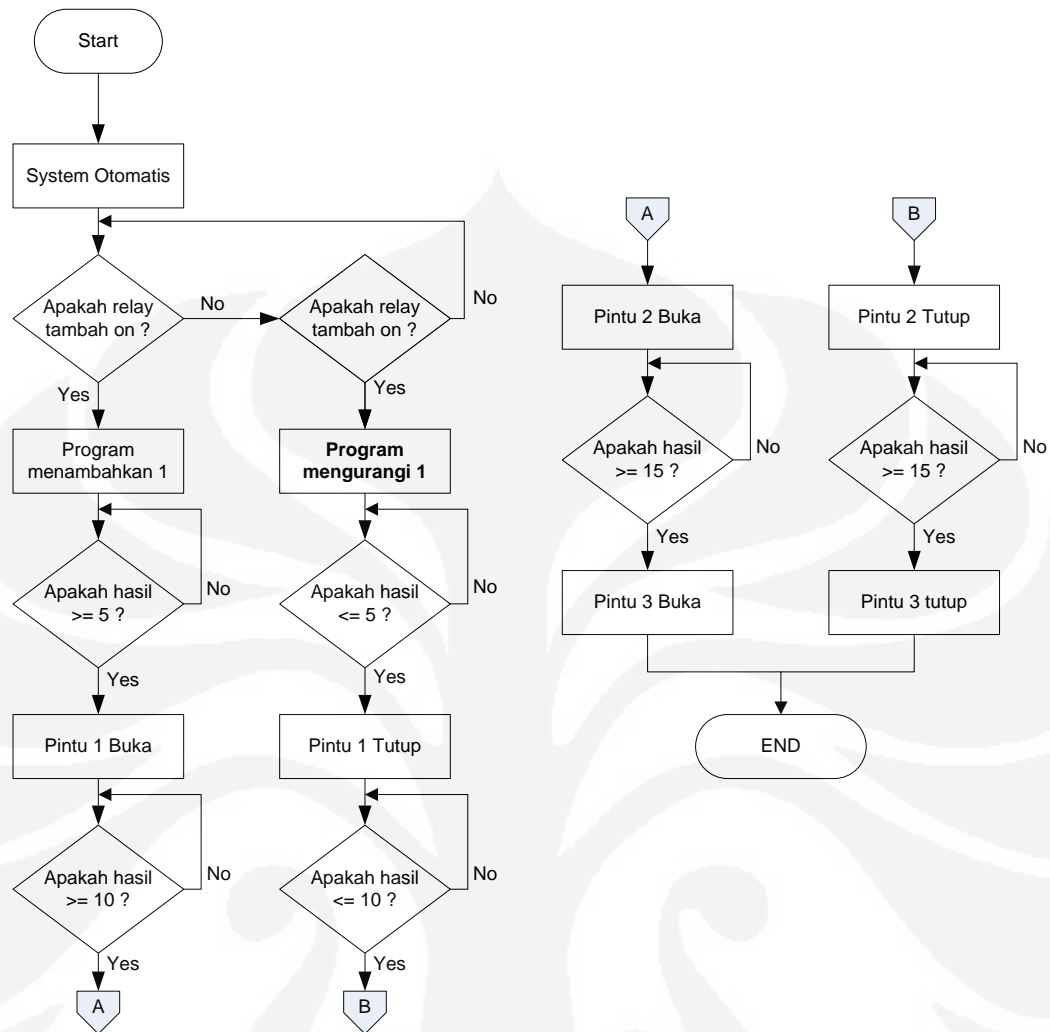 Start
System Otomatis
Apakah relay
tambah on ?
No
Apakah relay
tambah on ?
No
Yes
Yes
Program
menambahkan 1
Program
mengurangi 1
Apakah hasil
>= 5 ?
No
Apakah hasil
<= 5 ?
No
Yes
Yes
Pintu 1 Buka
Pintu 1 Tutup
Apakah hasil
>= 10 ?
No
Apakah hasil
<= 10 ?
No
Yes
Yes
A
B
A
B
Pintu 2 Buka
Pintu 2 Tutup
Apakah hasil
>= 15 ?
No
Apakah hasil
>= 15 ?
No
Yes
Yes
Pintu 3 Buka
Pintu 3 tutup
END